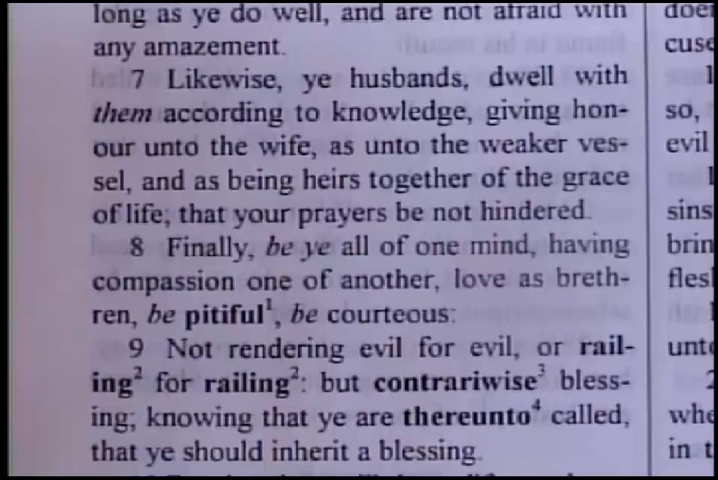 long as ye do well, and are not afraid with
any amazement.
7 Likewise, ye husbands, dwell with
them according to knowledge, giving hon-
our unto the wife, as unto the weaker ves-
sel, and as being heirs together of the grace
of life; that your prayers be not hindered.
8 Finally, be ye all of one mind, having
compassion one of another, love as breth-
ren, be pitiful¹, be courteous:
9 Not rendering evil for evil, or rail-
ing² for railing²: but contrariwise³ bless-
ing; knowing that ye are thereunto⁴ called,
that ye should inherit a blessing.
so,
evil
sins
in